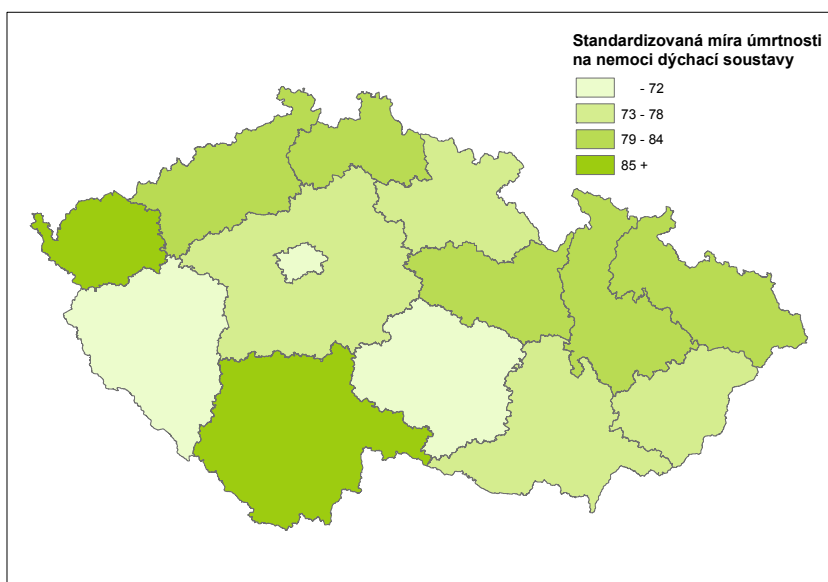 Standardizovaná míra úmrtnosti
na nemoci dýchací soustavy
- 72
73 - 78
79 - 84
85 +